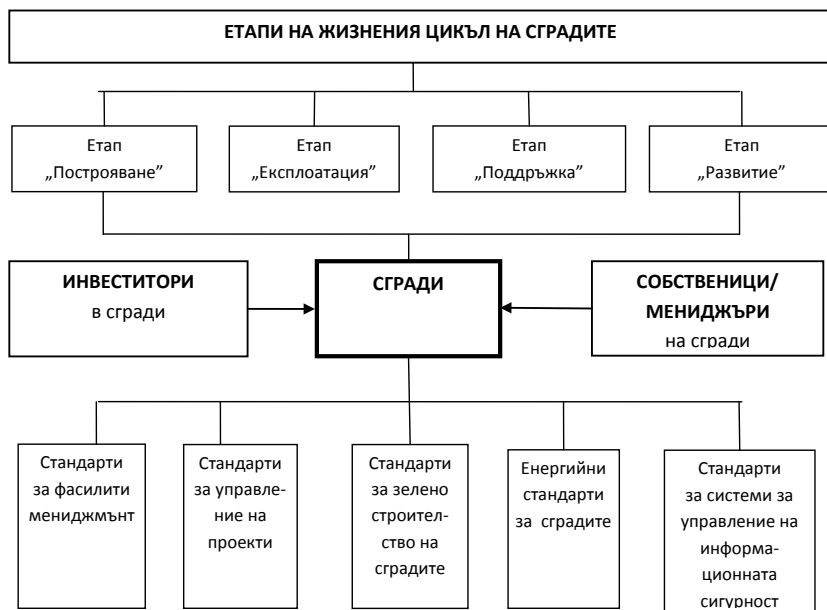 ЕТАПИ НА ЖИЗНЕНИЯ ЦИКЪЛ НА СГРАДИТЕ
Етап
„Построяване”
Етап
„Експлоатация”
Етап
„Поддръжка”
Етап
„Развитие”
ИНВЕСТИТОРИ
в сгради
СГРАДИ
СОБСТВЕНИЦИ/
МЕНИДЖЪРИ
на сгради
Стандарти
за фасилити
мениджмънт
Стандарти
за управле-
ние на
проекти
Стандарти
за зелено
строител-
ство на
сградите
Енергийни
стандарти
за сградите
Стандарти
за системи за
управление на
информа-
ционната
сигурност